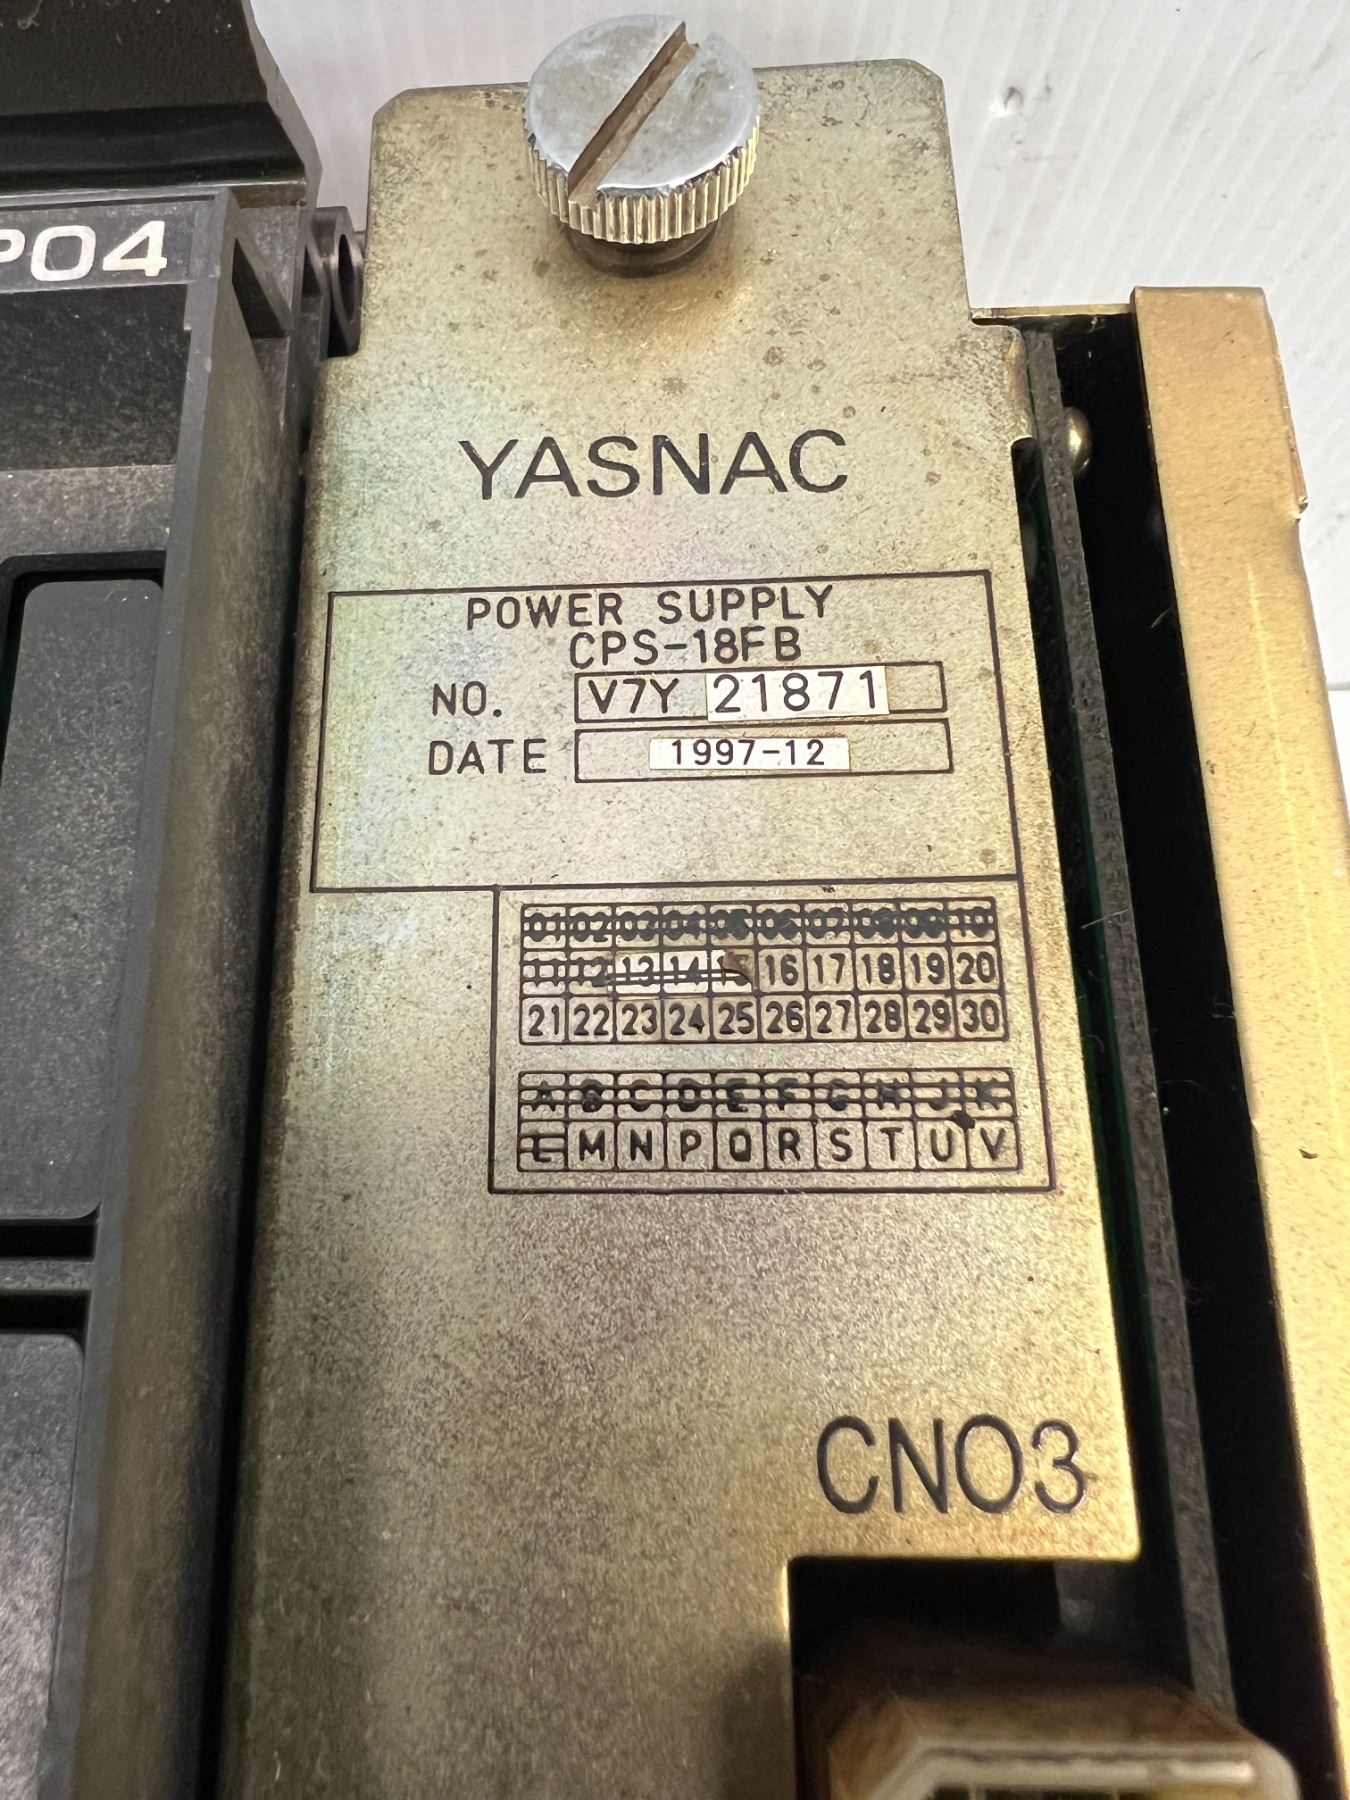 PO4
YASNAC
POWER SUPPLY
CPS-18FB
NO. V7Y 21871
DATE 1997-12
01 02 03 04 05 06 07 08 09 10
11 12 13 14 15 16 17 18 19 20
21 22 23 24 25 26 27 28 29 30
A B C D E F G H J K
L M N P Q R S T U V
CNO3